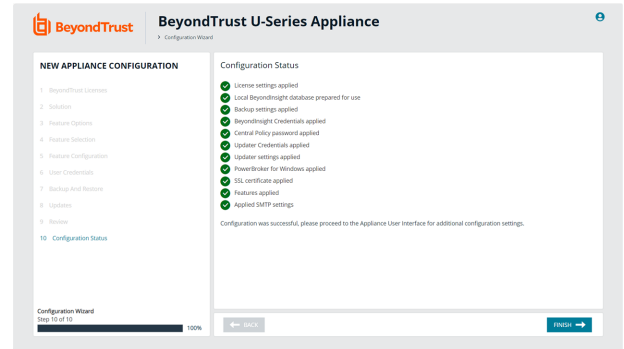 BeyondTrust
BeyondTrust U-Series Appliance
> Configuration Wizard
NEW APPLIANCE CONFIGURATION
1 BeyondTrust Licenses
2 Solution
3 Feature Options
4 Feature Selection
5 Feature Configuration
6 User Credentials
7 Backup And Restore
8 Updates
9 Review
10 Configuration Status
Configuration Wizard
Step 10 of 10
100%
Configuration Status
License settings applied
Local BeyondInsight database prepared for use
Backup settings applied
BeyondInsight Credentials applied
Central Policy password applied
Updater Credentials applied
Updater settings applied
PowerBroker for Windows applied
SSL certificate applied
Features applied
Applied SMTP settings
Configuration was successful, please proceed to the Appliance User Interface for additional configuration settings.
BACK
FINISH